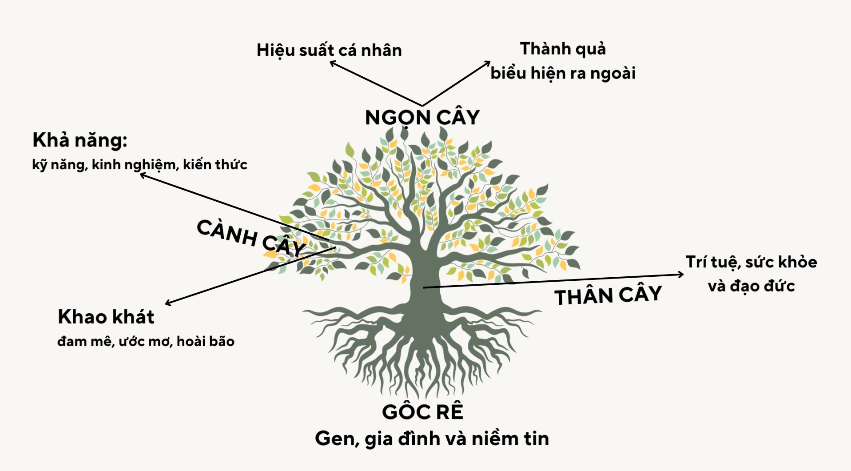 Hiệu suất cá nhân
Thành quả
biểu hiện ra ngoài
NGỌN CÂY
Khả năng:
kỹ năng, kinh nghiệm, kiến thức
CÀNH CÂY
Trí tuệ, sức khỏe
và đạo đức
THÂN CÂY
Khao khát
đam mê, ước mơ, hoài bão
GỐC RỄ
Gen, gia đình và niềm tin